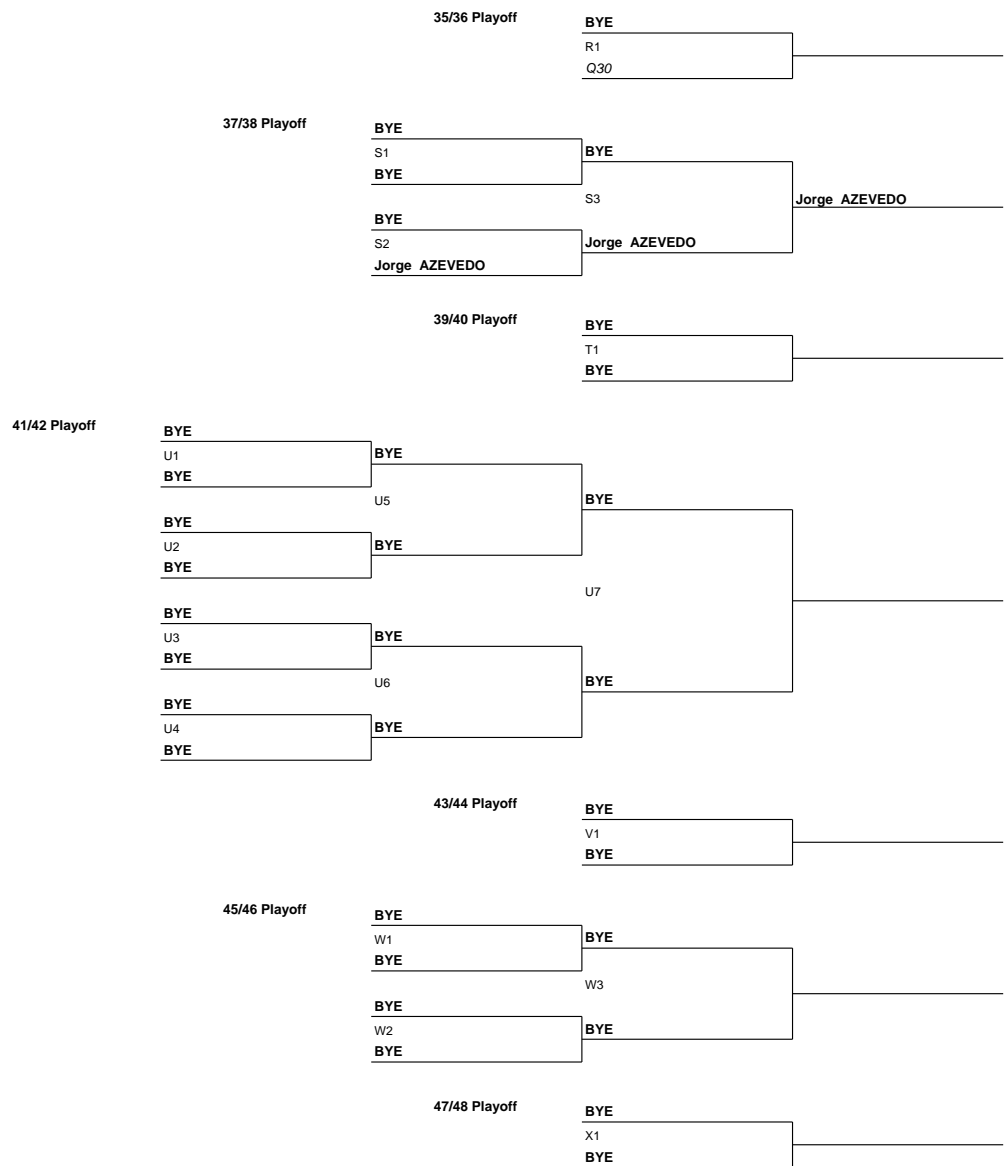 35/36 Playoff
BYE
R1
Q30
37/38 Playoff
BYE
S1
BYE
BYE
S3
Jorge AZEVEDO
BYE
S2
Jorge AZEVEDO
Jorge AZEVEDO
39/40 Playoff
BYE
T1
BYE
41/42 Playoff
BYE
U1
BYE
BYE
U5
BYE
BYE
U2
BYE
BYE
U7
BYE
U3
BYE
BYE
U6
BYE
BYE
U4
BYE
BYE
43/44 Playoff
BYE
V1
BYE
45/46 Playoff
BYE
W1
BYE
BYE
W3
BYE
W2
BYE
BYE
47/48 Playoff
BYE
X1
BYE